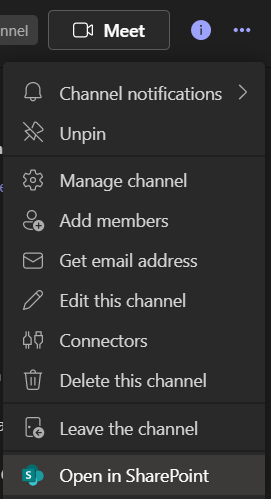 nnel
Meet
Channel notifications
Unpin
Manage channel
Add members
Get email address
Edit this channel
Connectors
Delete this channel
Leave the channel
Open in SharePoint